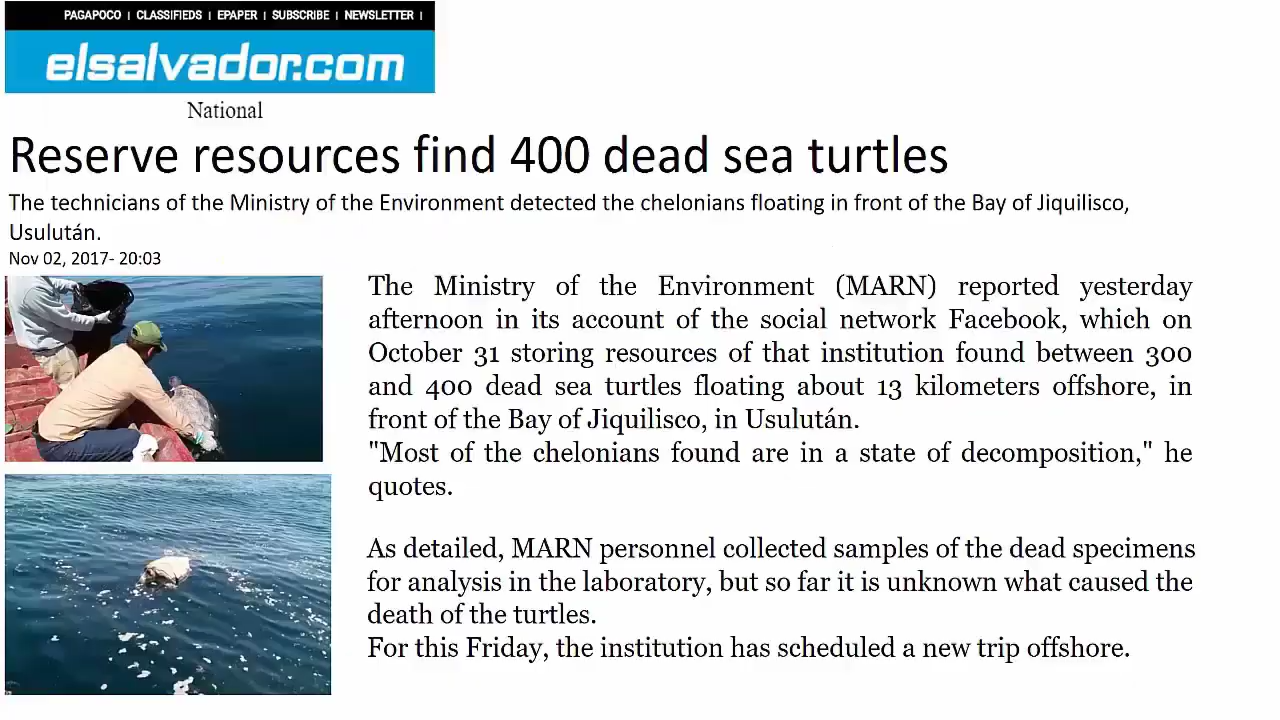 PAGAPOCO | CLASSIFIEDS | EPAPER | SUBSCRIBE | NEWSLETTER |
elsalvador.com
National
Reserve resources find 400 dead sea turtles
The technicians of the Ministry of the Environment detected the chelonians floating in front of the Bay of Jiquilisco,
Usulután.
Nov 02, 2017- 20:03
The Ministry of the Environment (MARN) reported yesterday
afternoon in its account of the social network Facebook, which on
October 31 storing resources of that institution found between 300
and 400 dead sea turtles floating about 13 kilometers offshore, in
front of the Bay of Jiquilisco, in Usulután.
"Most of the chelonians found are in a state of decomposition," he
quotes.
As detailed, MARN personnel collected samples of the dead specimens
for analysis in the laboratory, but so far it is unknown what caused the
death of the turtles.
For this Friday, the institution has scheduled a new trip offshore.